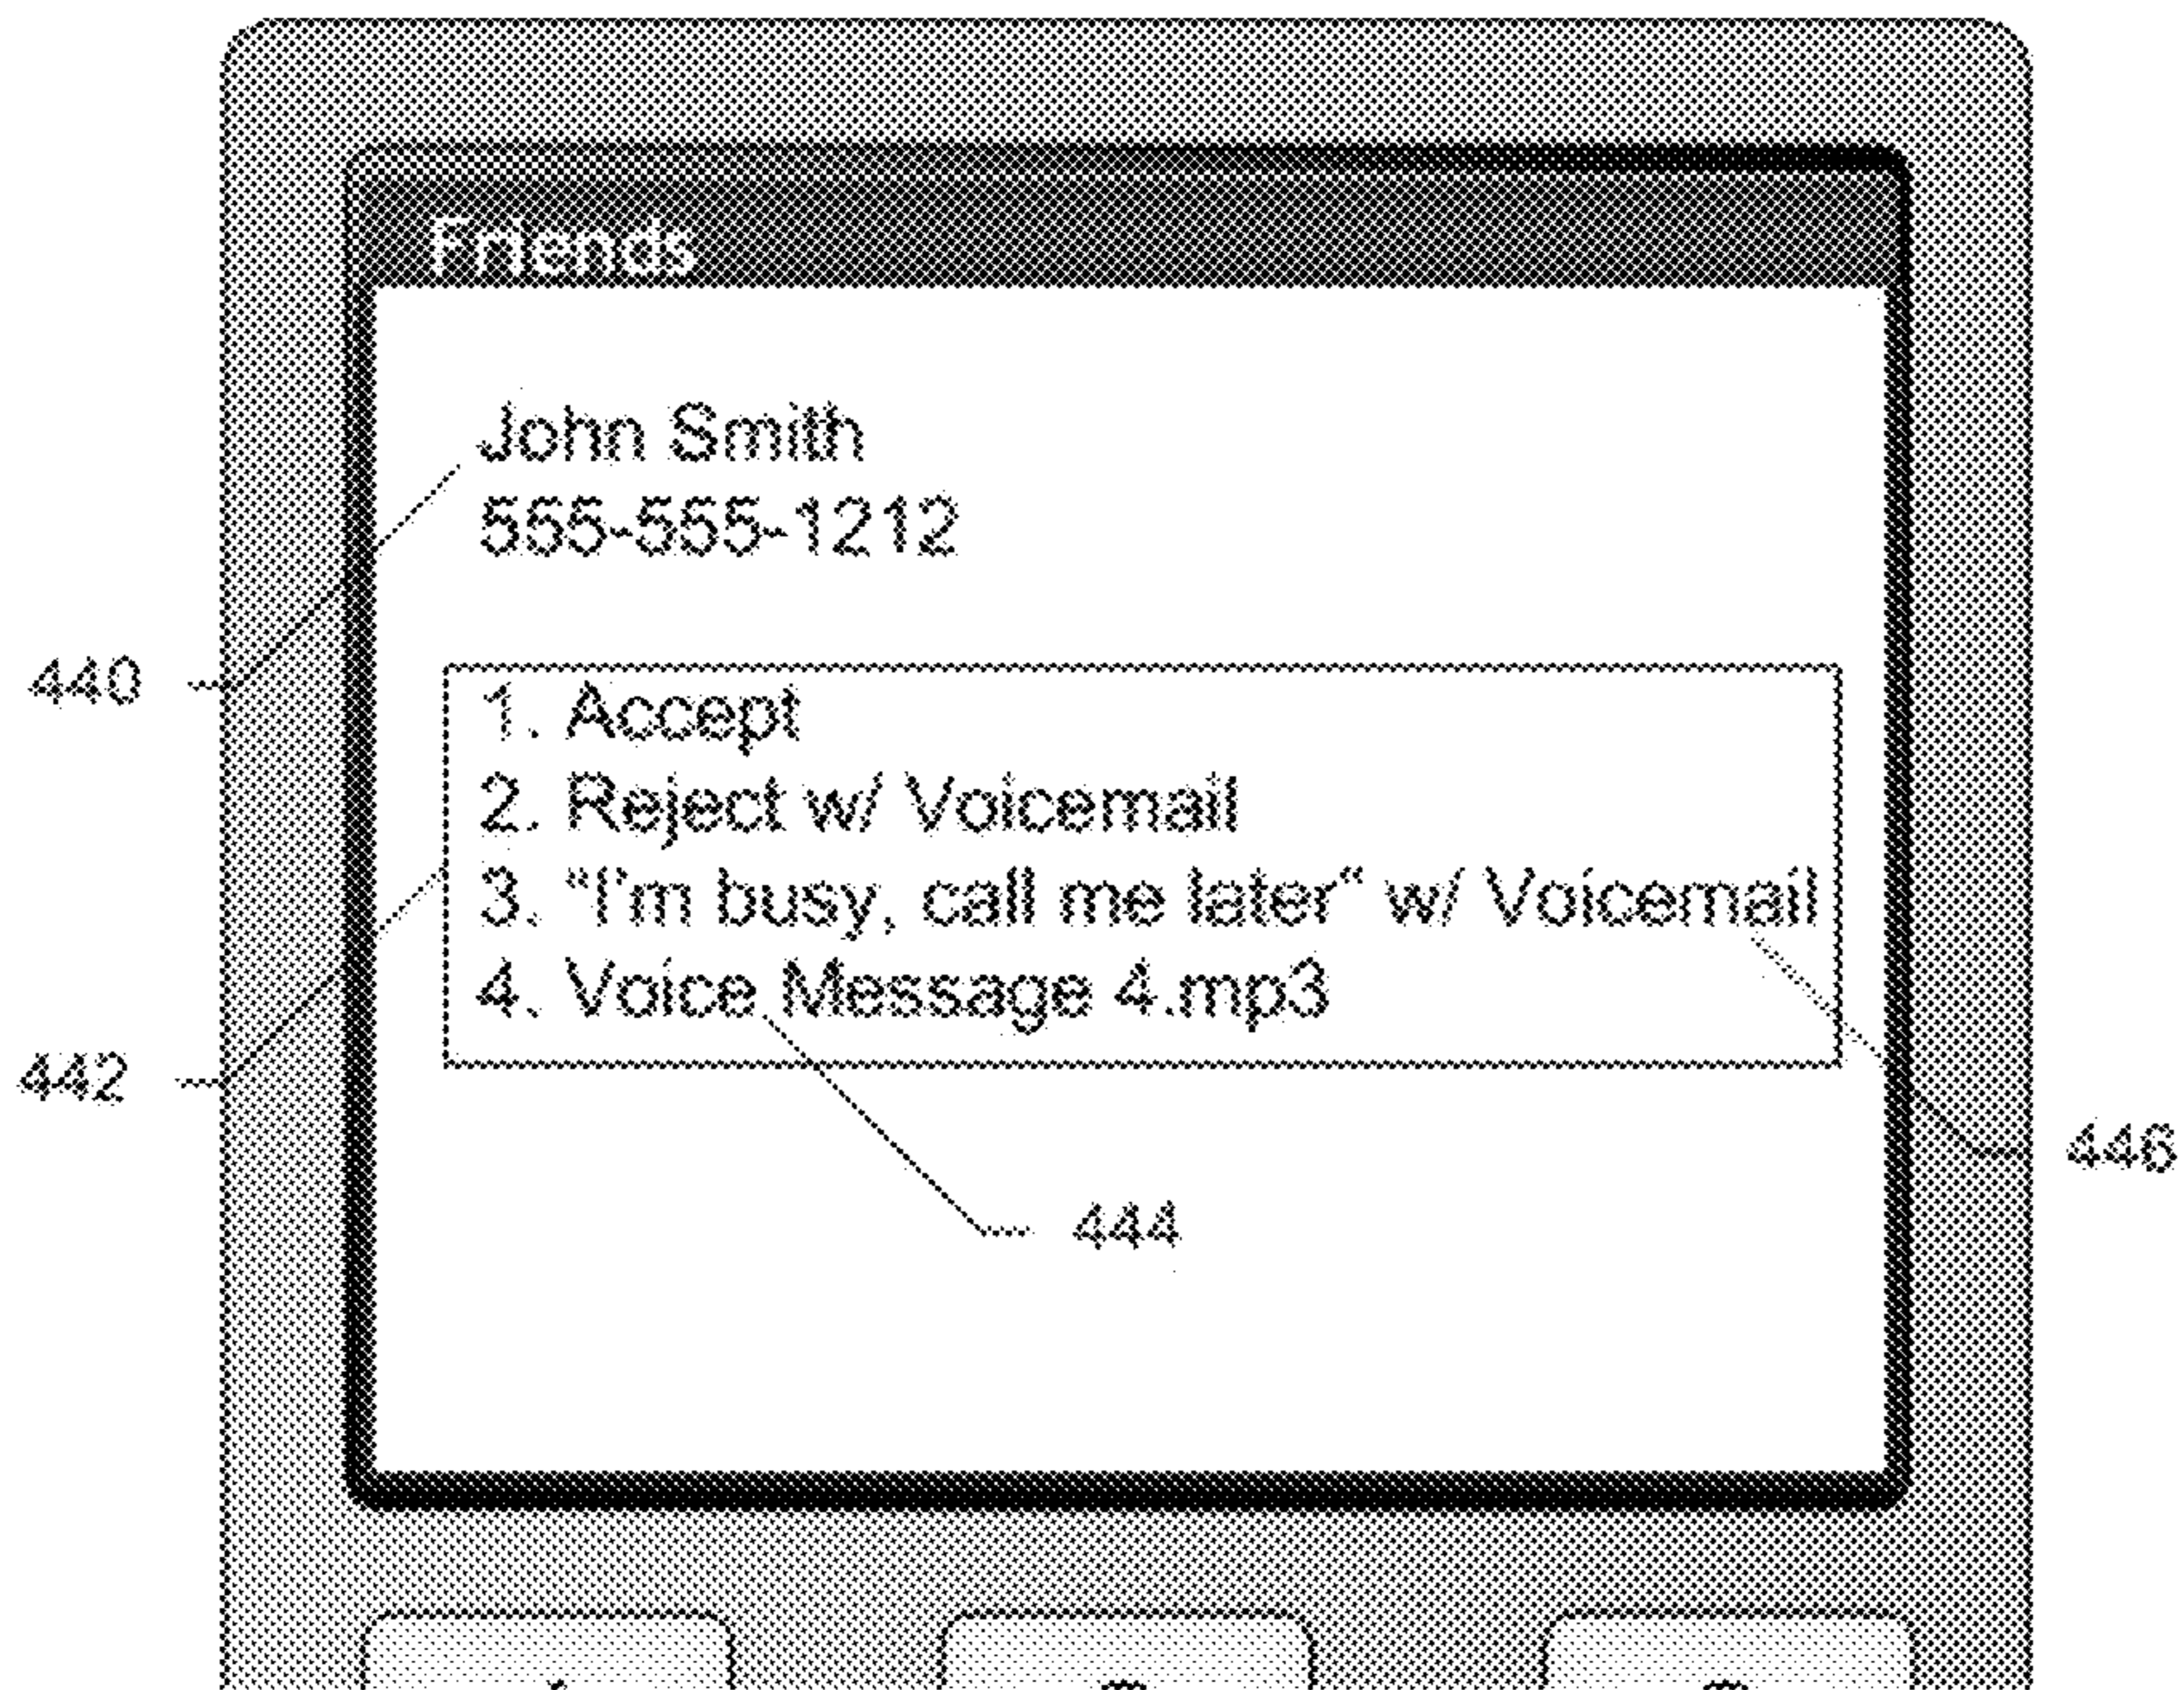 Friends
John Smith
555-555-1212
440
1. Accept
2. Reject w/ Voicemail
3. “I’m busy, call me later“ w/ Voicemail
4. Voice Message 4.mp3
442
446
444